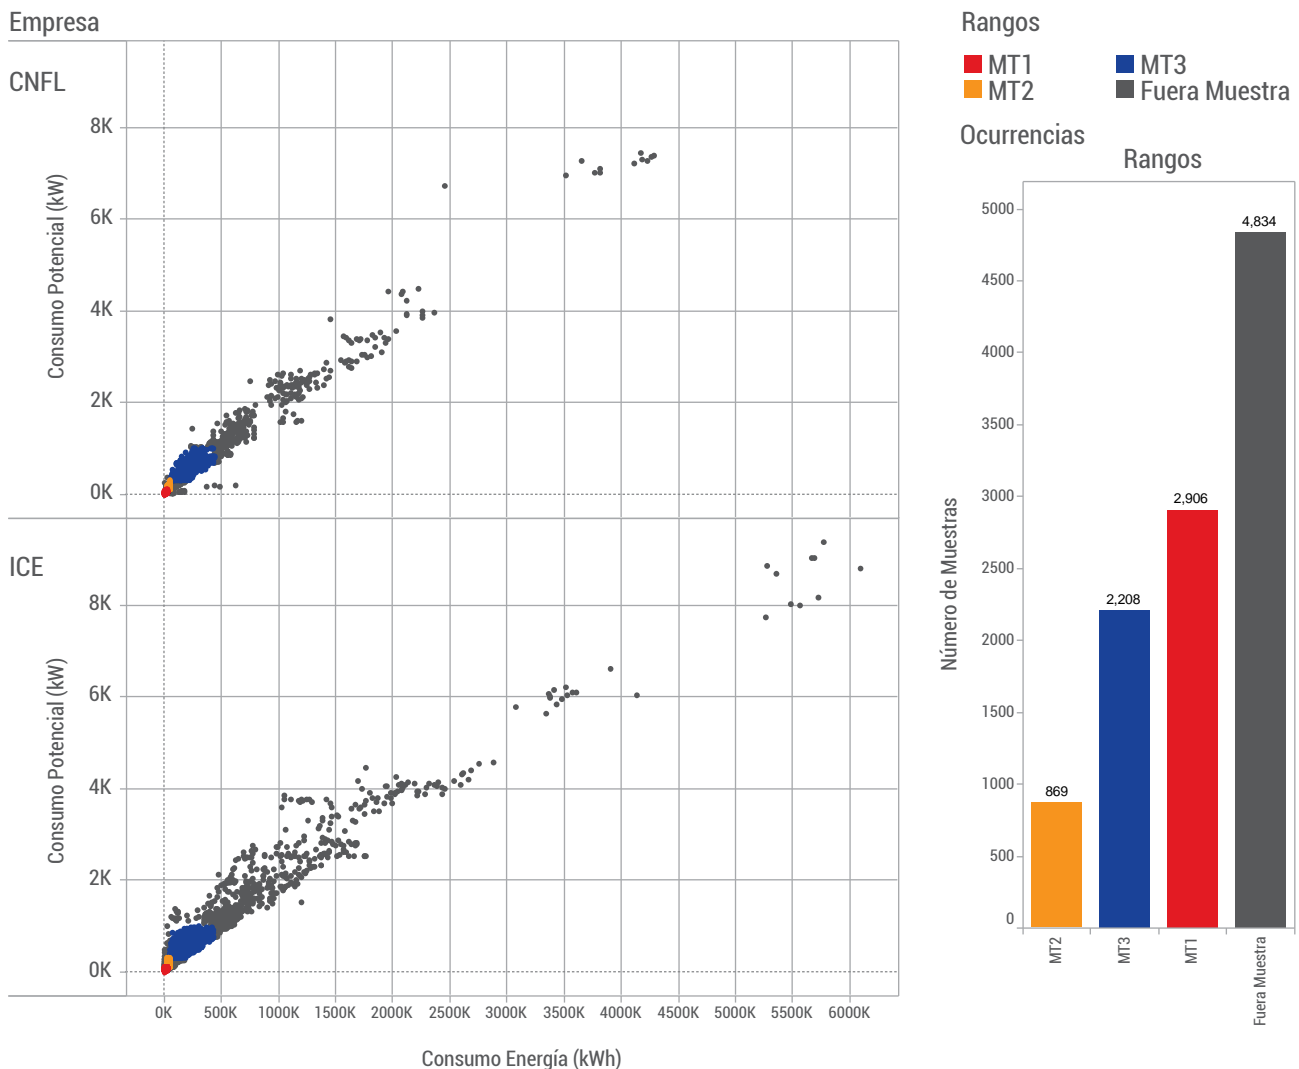 Empresa
CNFL
Consumo Potencial (kW)
8K
6K
4K
2K
0K
ICE
Consumo Potencial (kW)
8K
6K
4K
2K
0K
0K 500K 1000K 1500K 2000K 2500K 3000K 3500K 4000K 4500K 5000K 5500K 6000K
Consumo Energía (kWh)
Rangos
MT1 MT3
MT2 Fuera Muestra
Ocurrencias
Rangos
Número de Muestras
5000
4500
4000
3500
3000
2500
2000
1500
1000
500
0
869
2,208
2,906
4,834
MT2
MT3
MT1
Fuera Muestra